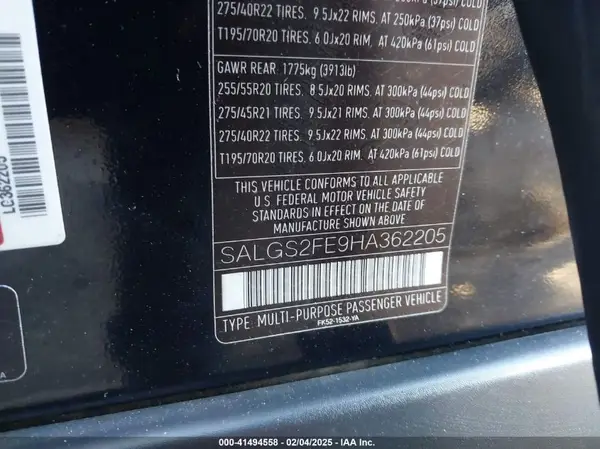 275/40R22 TIRES. 9.5Jx22 RIMS. AT 250kPa (37psi) COLD
T195/70R20 TIRES. 6.0Jx20 RIM. AT 420kPa (61psi) COLD
GAWR REAR 1775kg (3913lb)
255/55R20 TIRES. 8.5Jx20 RIMS. AT 300kPa (44psi) COLD
275/45R21 TIRES. 9.5Jx21 RIMS. AT 300kPa (44psi) COLD
275/40R22 TIRES. 9.5Jx22 RIMS. AT 300kPa (44psi) COLD
T195/70R20 TIRES. 6.0Jx20 RIM. AT 420kPa (61psi) COLD
THIS VEHICLE CONFORMS TO ALL APPLICABLE
U.S FEDERAL MOTOR VEHICLE SAFETY
STANDARDS IN EFFECT ON THE DATE OF
MANUFACTURE SHOWN ABOVE
SALGS2FE9HA362205
TYPE: MULTI-PURPOSE PASSENGER VEHICLE
FK52-1532-YA
LC362205
000-41494558 - 02/04/2025 - IAA Inc.